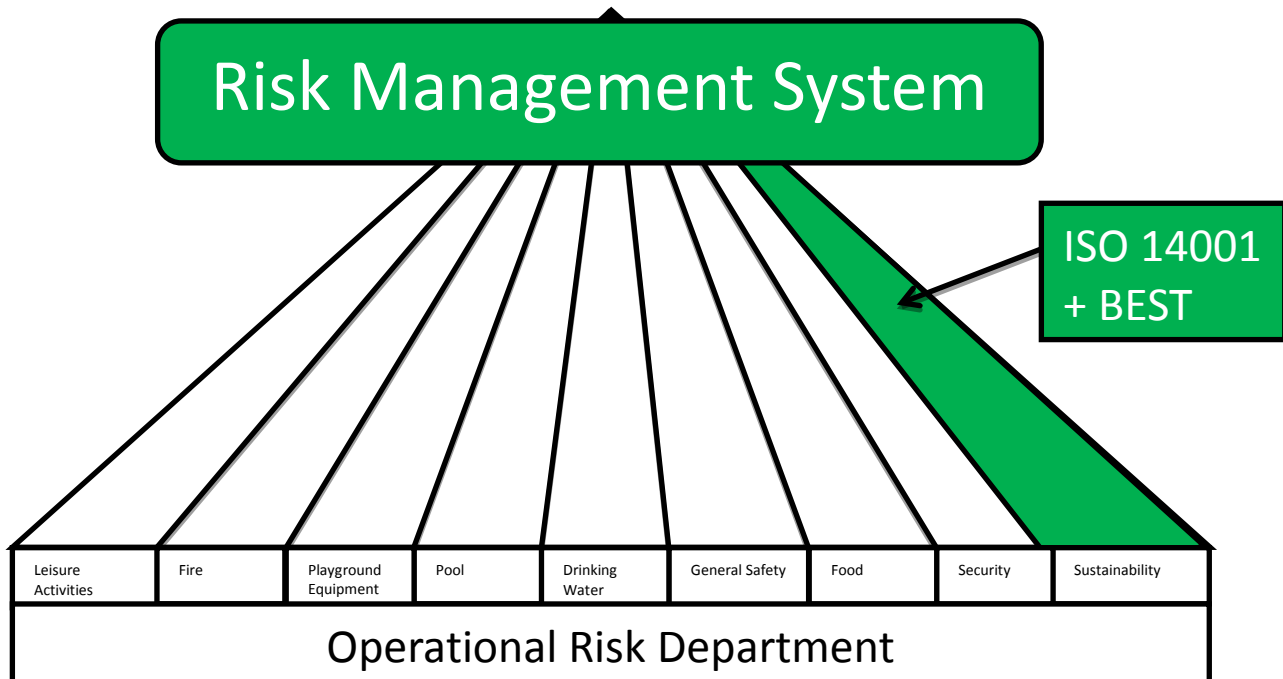 Risk Management System
ISO 14001
+ BEST
Leisure
Activities
Fire
Playground
Equipment
Pool
Drinking
Water
General Safety
Food
Security
Sustainability
Operational Risk Department